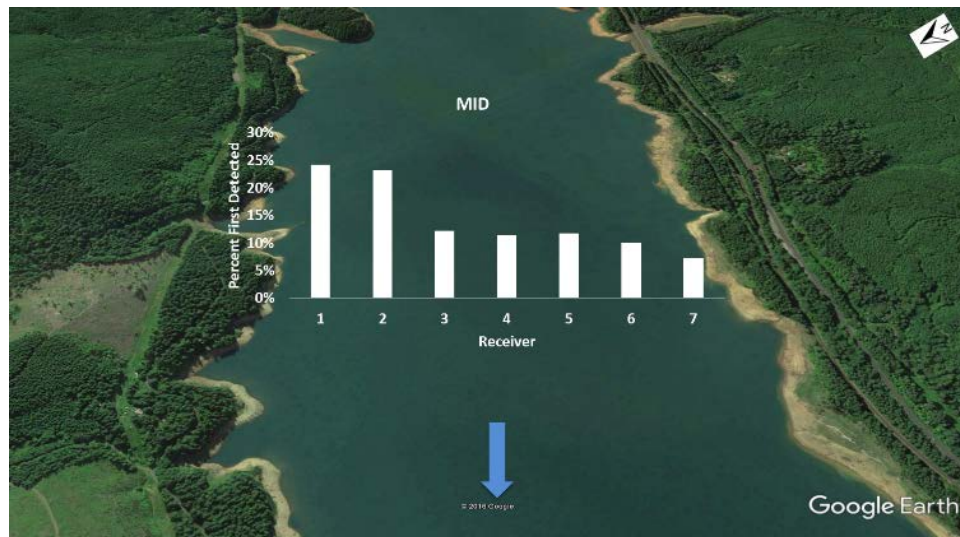 N
MID
Percent First Detected
30%
25%
20%
15%
10%
5%
0%
1 2 3 4 5 6 7
Receiver
© 2016 Google
Google Earth